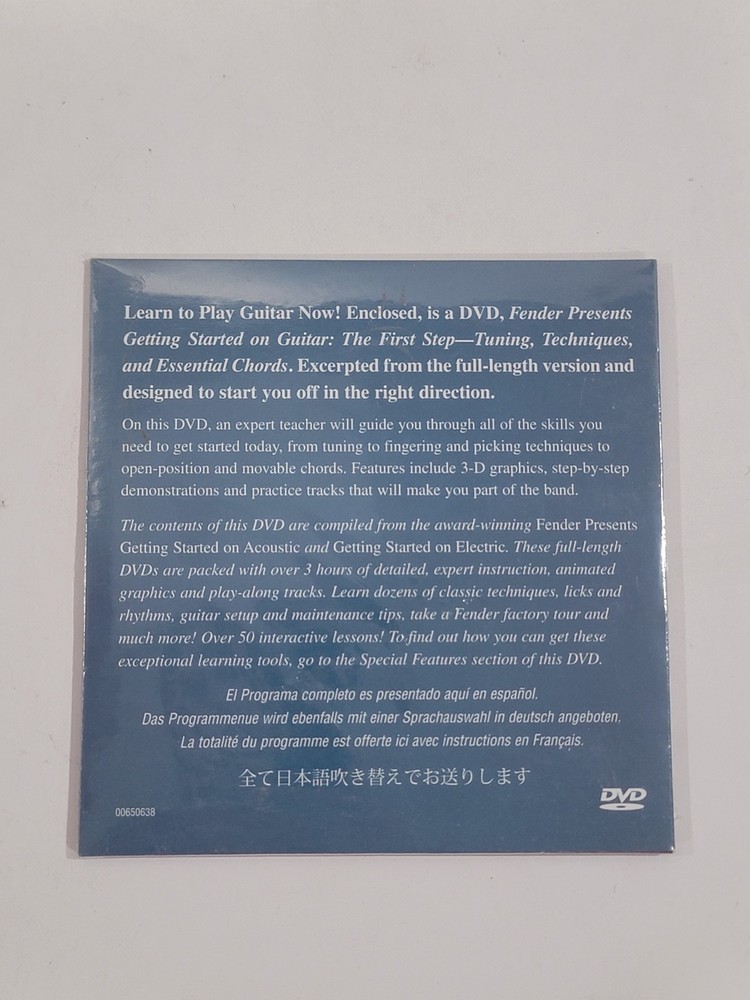 Learn to Play Guitar Now! Enclosed, is a DVD, Fender Presents
Getting Started on Guitar: The First Step—Tuning, Techniques,
and Essential Chords. Excerpted from the full-length version and
designed to start you off in the right direction.
On this DVD, an expert teacher will guide you through all of the skills you
need to get started today, from tuning to fingering and picking techniques to
open-position and movable chords. Features include 3-D graphics, step-by-step
demonstrations and practice tracks that will make you part of the band.
The contents of this DVD are compiled from the award-winning Fender Presents
Getting Started on Acoustic and Getting Started on Electric. These full-length
DVDs are packed with over 3 hours of detailed, expert instruction, animated
graphics and play-along tracks. Learn dozens of classic techniques, licks and
rhythms, guitar setup and maintenance tips, take a Fender factory tour and
much more! Over 50 interactive lessons! To find out how you can get these
exceptional learning tools, go to the Special Features section of this DVD.
El Programa completo es presentado aquí en español.
Das Programmenue wird ebenfalls mit einer Sprachauswahl in deutsch angeboten.
La totalité du programme est offerte ici avec instructions en Français.
全て日本語吹き替えでお送りします
DVD
00650638